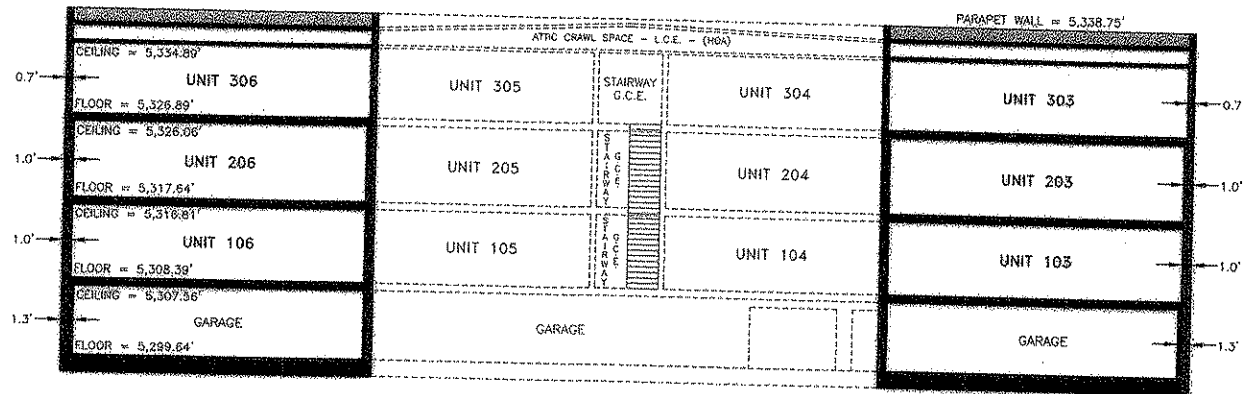 PARAPET WALL = 5,338.75'
ATTIC CRAWL SPACE - L.C.E. - (HOA)
CEILING = 5,334.89'
0.7'
UNIT 306
FLOOR = 5,326.89'
UNIT 305
STAIRWAY
G.C.E.
UNIT 304
UNIT 303
0.7
CEILING = 5,326.06'
1.0'
UNIT 206
FLOOR = 5,317.64'
UNIT 205
STAIRWAY
G.C.E.
UNIT 204
UNIT 203
1.0'
CEILING = 5,316.81'
1.0'
UNIT 106
FLOOR = 5,308.39'
UNIT 105
STAIRWAY
G.C.E.
UNIT 104
UNIT 103
1.0'
CEILING = 5,307.56'
1.3'
GARAGE
FLOOR = 5,299.64'
GARAGE
GARAGE
1.3'